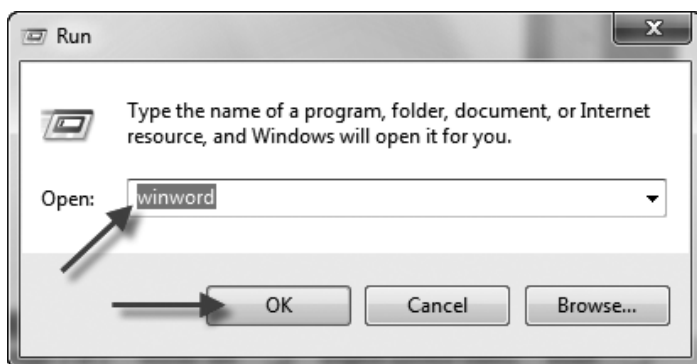 Run
x
Type the name of a program, folder, document, or Internet
resource, and Windows will open it for you.
Open: winword
OK Cancel Browse...